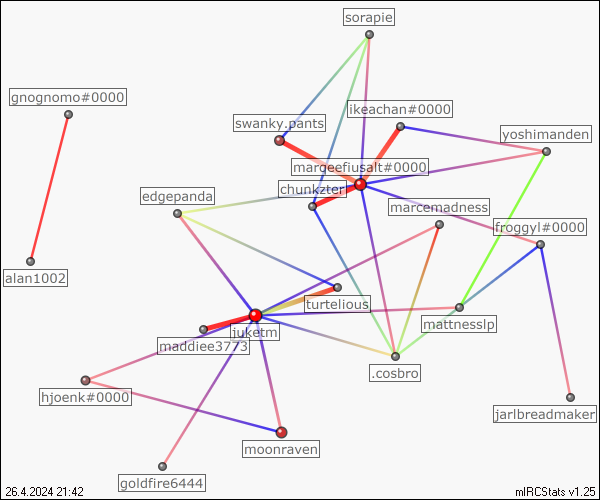 sorapie
gnognomo#0000
ikeachan#0000
swanky.pants
yoshimanden
marqeefiusalt#0000
chunkzter
edgepanda
marcemadness
froggyl#0000
alan1002
turtelious
mattnesslp
juketm
maddiee3773
.cosbro
hjoenk#0000
jarlbreadmaker
moonraven
goldfire6444
26.4.2024 21:42
mIRCStats v1.25